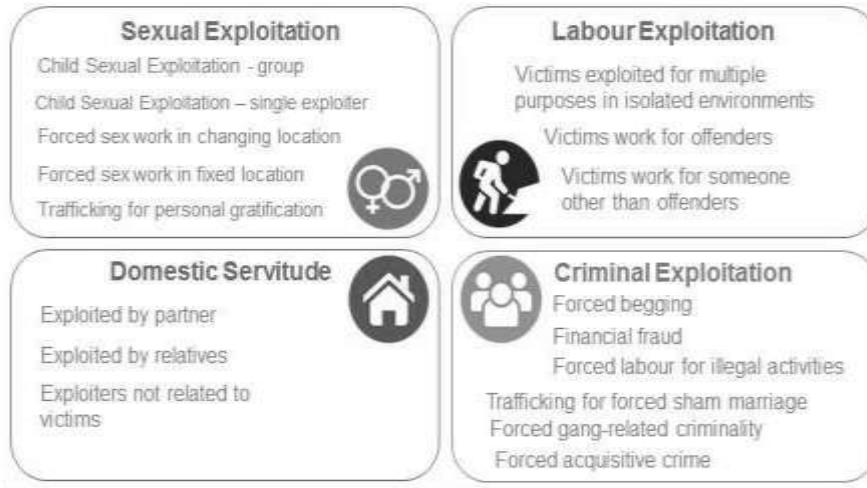 Sexual Exploitation
Child Sexual Exploitation - group
Child Sexual Exploitation – single exploiter
Forced sex work in changing location
Forced sex work in fixed location
Trafficking for personal gratification
Labour Exploitation
Victims exploited for multiple
purposes in isolated environments
Victims work for offenders
Victims work for someone
other than offenders
Domestic Servitude
Exploited by partner
Exploited by relatives
Exploiters not related to
victims
Criminal Exploitation
Forced begging
Financial fraud
Forced labour for illegal activities
Trafficking for forced sham marriage
Forced gang-related criminality
Forced acquisitive crime